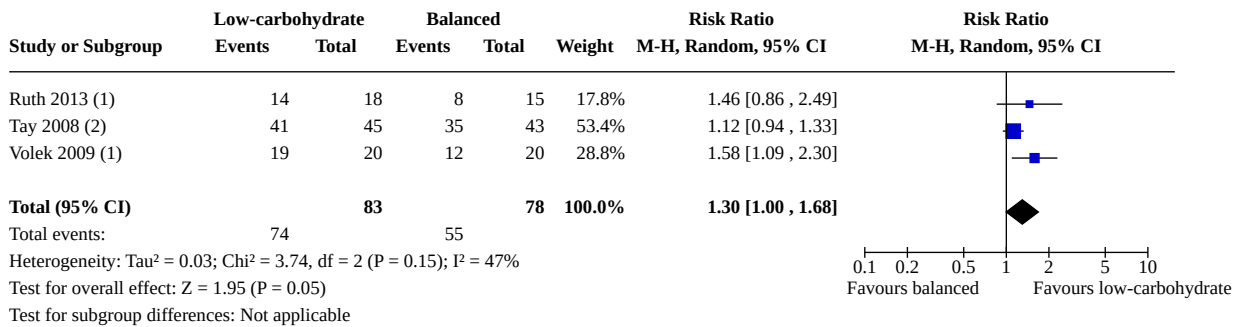 Low-carbohydrate Balanced Risk Ratio Risk Ratio
Study or Subgroup Events Total Events Total Weight M-H, Random, 95% CI M-H, Random, 95% CI
Ruth 2013 (1) 14 18 8 15 17.8% 1.46 [0.86 , 2.49]
Tay 2008 (2) 41 45 35 43 53.4% 1.12 [0.94 , 1.33]
Volek 2009 (1) 19 20 12 20 28.8% 1.58 [1.09 , 2.30]
Total (95% CI) 83 78 100.0% 1.30 [1.00 , 1.68]
Total events: 74 55
Heterogeneity: Tau² = 0.03; Chi² = 3.74, df = 2 (P = 0.15); I² = 47%
0.1 0.2 0.5 1 2 5 10
Test for overall effect: Z = 1.95 (P = 0.05)
Favours balanced Favours low-carbohydrate
Test for subgroup differences: Not applicable